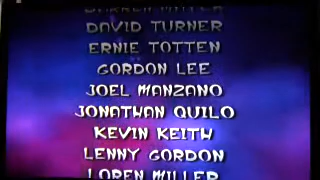 DAVID TURNER
ERNIE TOTTEN
GORDON LEE
JOEL MANZANO
JONATHAN QUILO
KEVIN KEITH
LENNY GORDON
LOREN MILLER